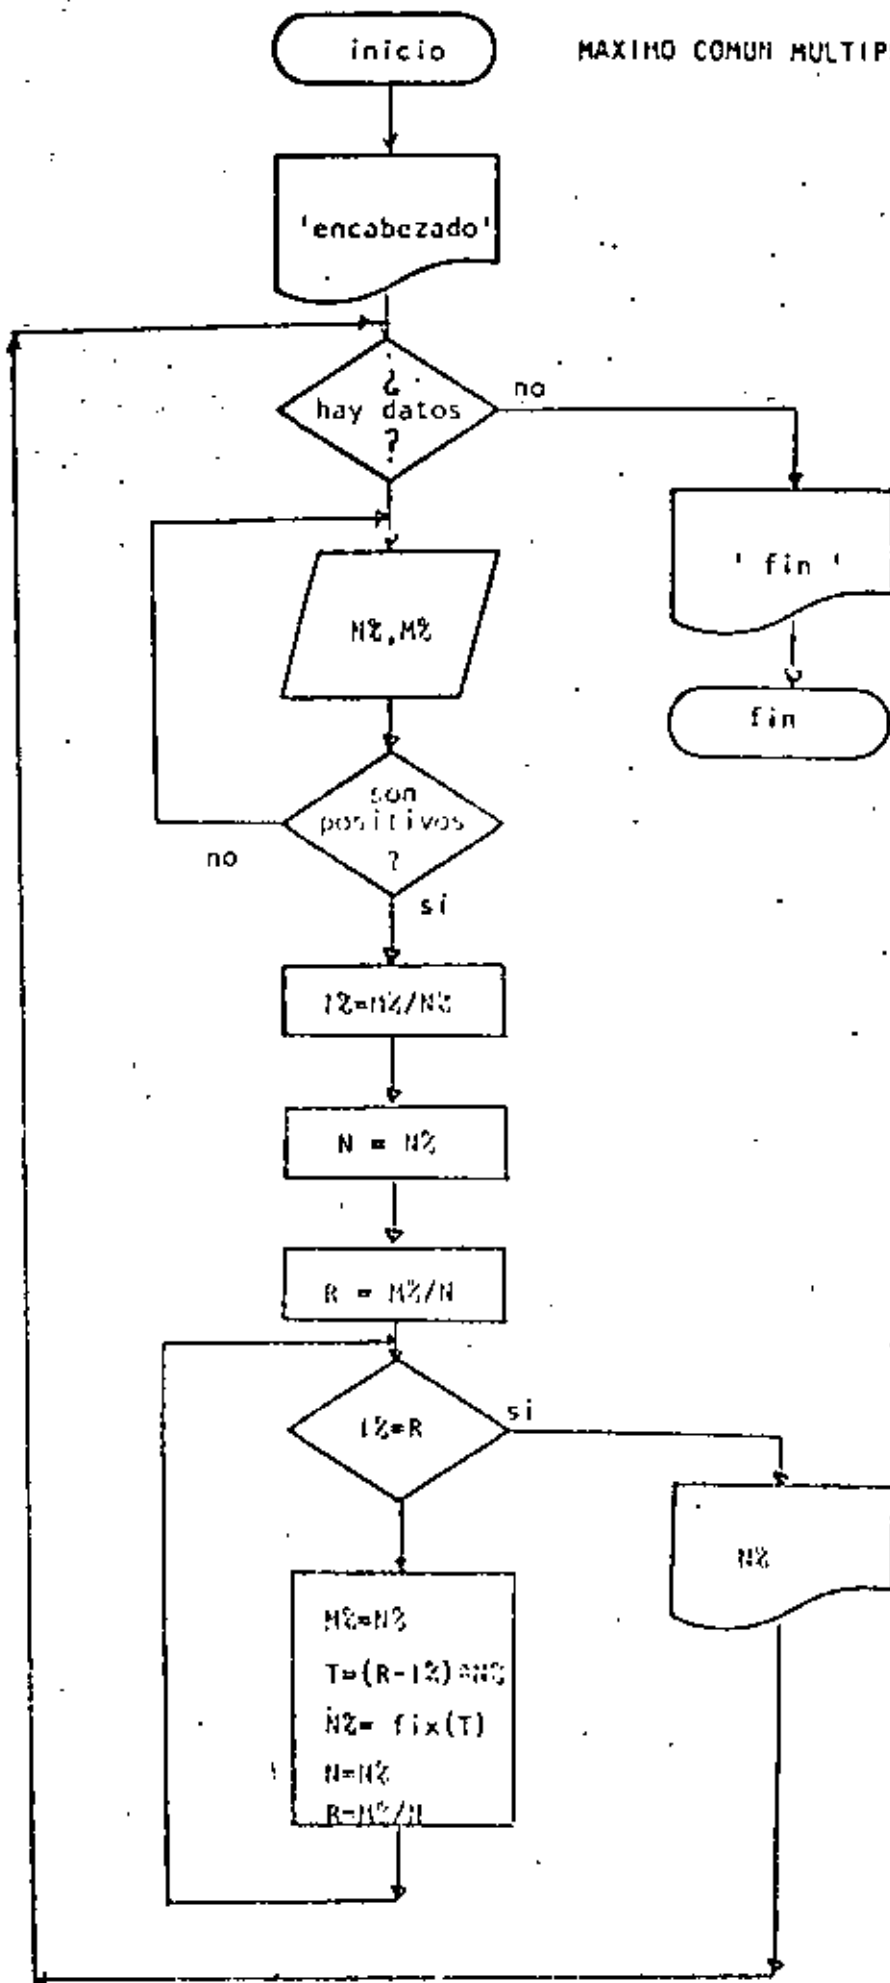 inicio
MAXIMO COMUN MULTIP
'encabezado'
¿
hay datos
?
no
N%,M%
' fin '
fin
son
positivos
?
no
si
I%=M%/N%
N = N%
R = M%/N
I%=R
si
N%
M%=N%
T=(R-I%)*N%
N%= fix(T)
N=N%
R=M%/N